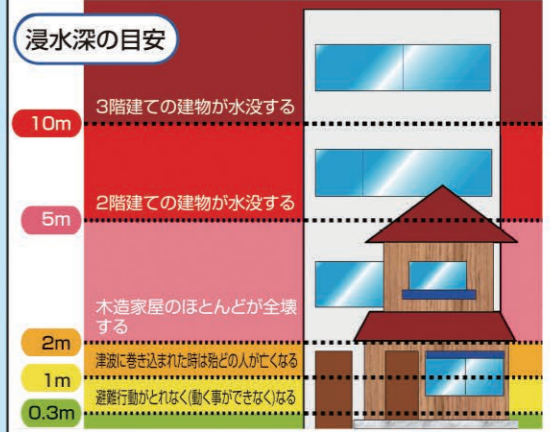 浸水深の目安
3階建ての建物が水没する
10m
2階建ての建物が水没する
5m
木造家屋のほとんどが全壊
する
2m
津波に巻き込まれた時は殆どの人が亡くなる
1m
避難行動がとれなく(動く事ができなく)なる
0.3m